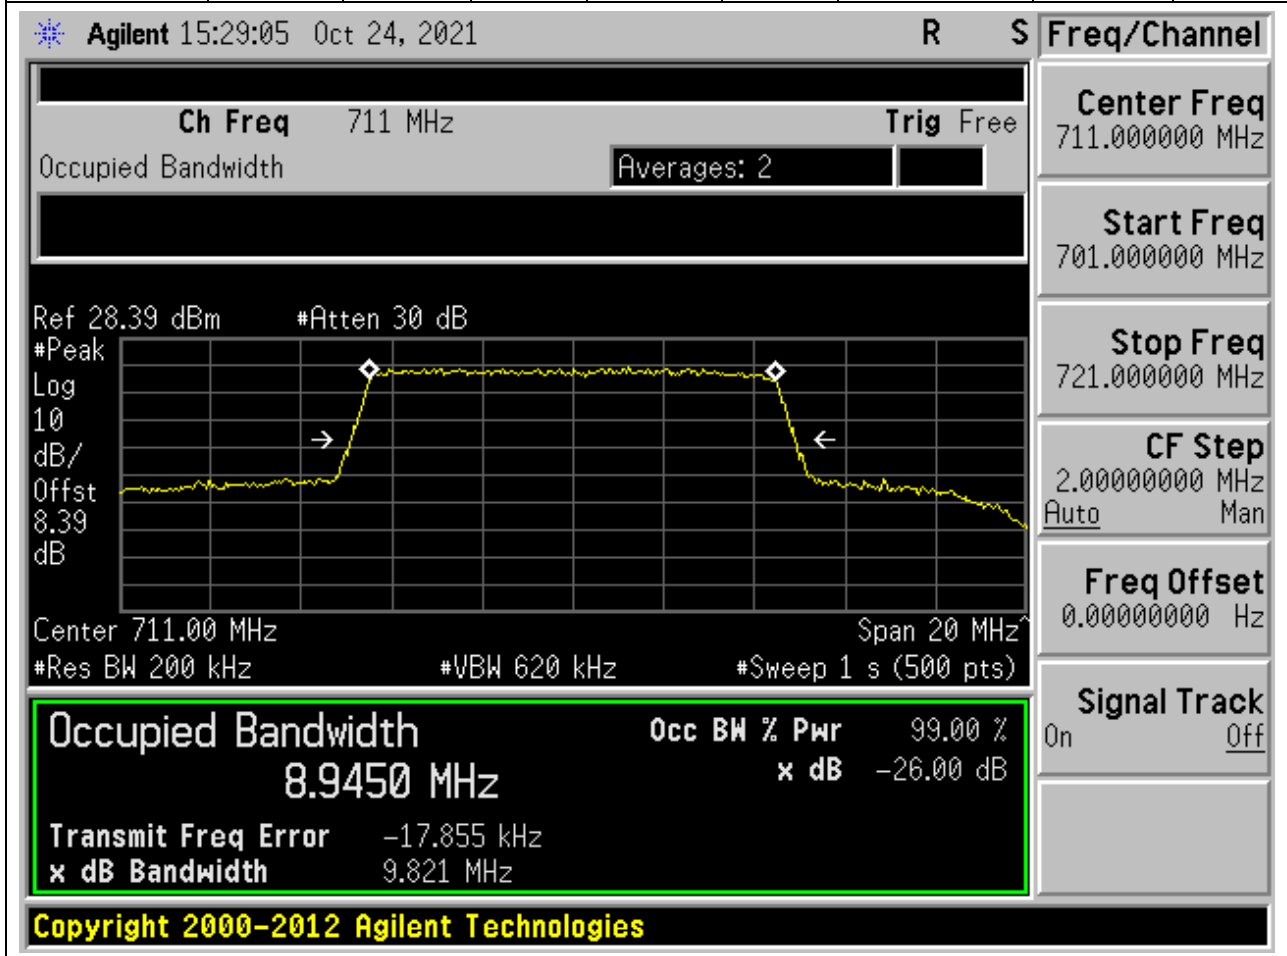 Agilent 15:29:05 Oct 24, 2021 R S
Freq/Channel
Ch Freq 711 MHz Trig Free
Occupied Bandwidth Averages: 2
Ref 28.39 dBm #Atten 30 dB
#Peak
Log
10
dB/
Offst
8.39
dB
Center 711.00 MHz Span 20 MHz^
#Res BW 200 kHz #VBW 620 kHz #Sweep 1 s (500 pts)
Occupied Bandwidth Occ BW % Pwr 99.00 %
8.9450 MHz x dB -26.00 dB
Transmit Freq Error -17.855 kHz
x dB Bandwidth 9.821 MHz
Copyright 2000-2012 Agilent Technologies
Center Freq
711.000000 MHz
Start Freq
701.000000 MHz
Stop Freq
721.000000 MHz
CF Step
2.00000000 MHz
Auto Man
Freq Offset
0.00000000 Hz
Signal Track
On Off